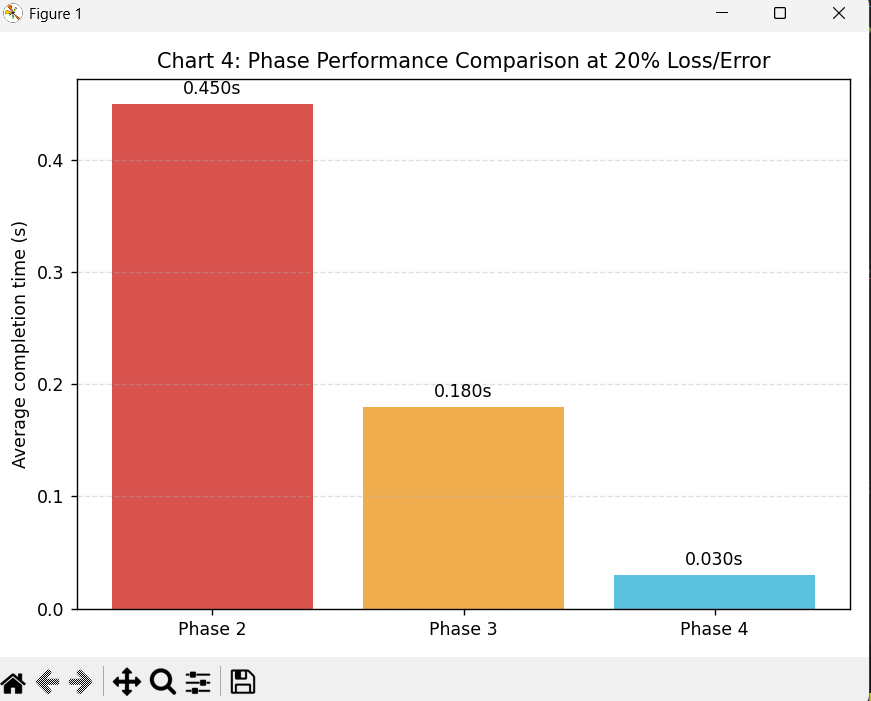 Figure 1
Chart 4: Phase Performance Comparison at 20% Loss/Error
0.450s
0.4
0.3
0.2
0.180s
0.1
0.030s
0.0
Average completion time (s)
Phase 2
Phase 3
Phase 4